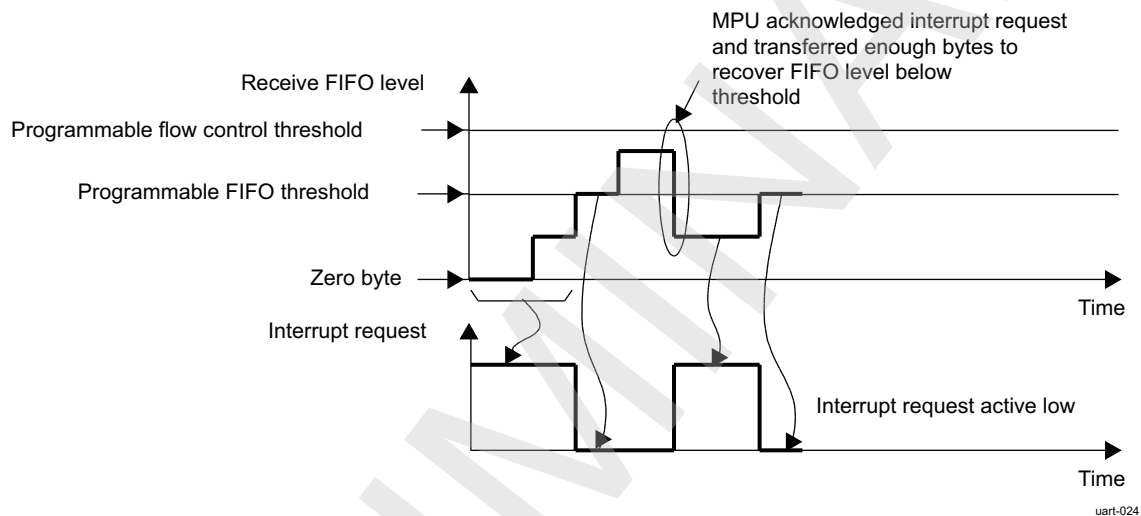 MPU acknowledged interrupt request
and transferred enough bytes to
recover FIFO level below
threshold
Receive FIFO level
Programmable flow control threshold
Programmable FIFO threshold
Zero byte
Time
Interrupt request
Interrupt request active low
Time
uart-024